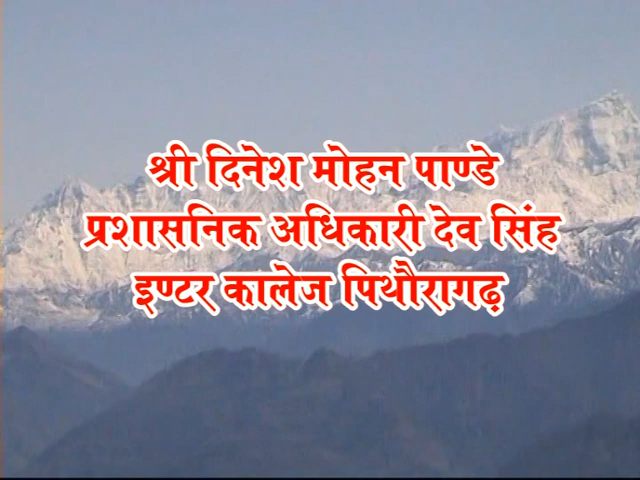 श्री दिनेश मोहन पाण्डे
प्रशासनिक अधिकारी देव सिंह
इण्टर कालेज पिथौरागढ़